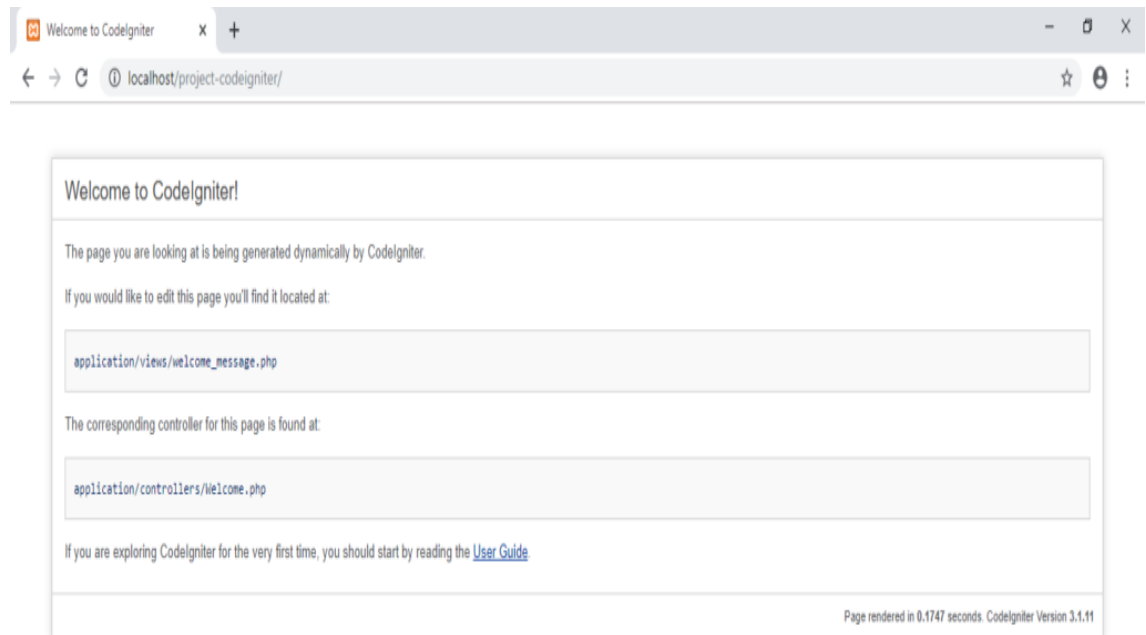 Welcome to CodeIgniter
localhost/project-codeigniter/
Welcome to CodeIgniter!
The page you are looking at is being generated dynamically by CodeIgniter.
If you would like to edit this page you'll find it located at:
application/views/welcome_message.php
The corresponding controller for this page is found at:
application/controllers/Welcome.php
If you are exploring CodeIgniter for the very first time, you should start by reading the User Guide.
Page rendered in 0.1747 seconds. CodeIgniter Version 3.1.11